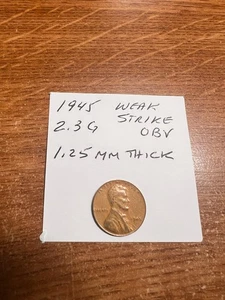 1945 WEAK
2.3 G STRIKE
OBV
1.25 MM THICK